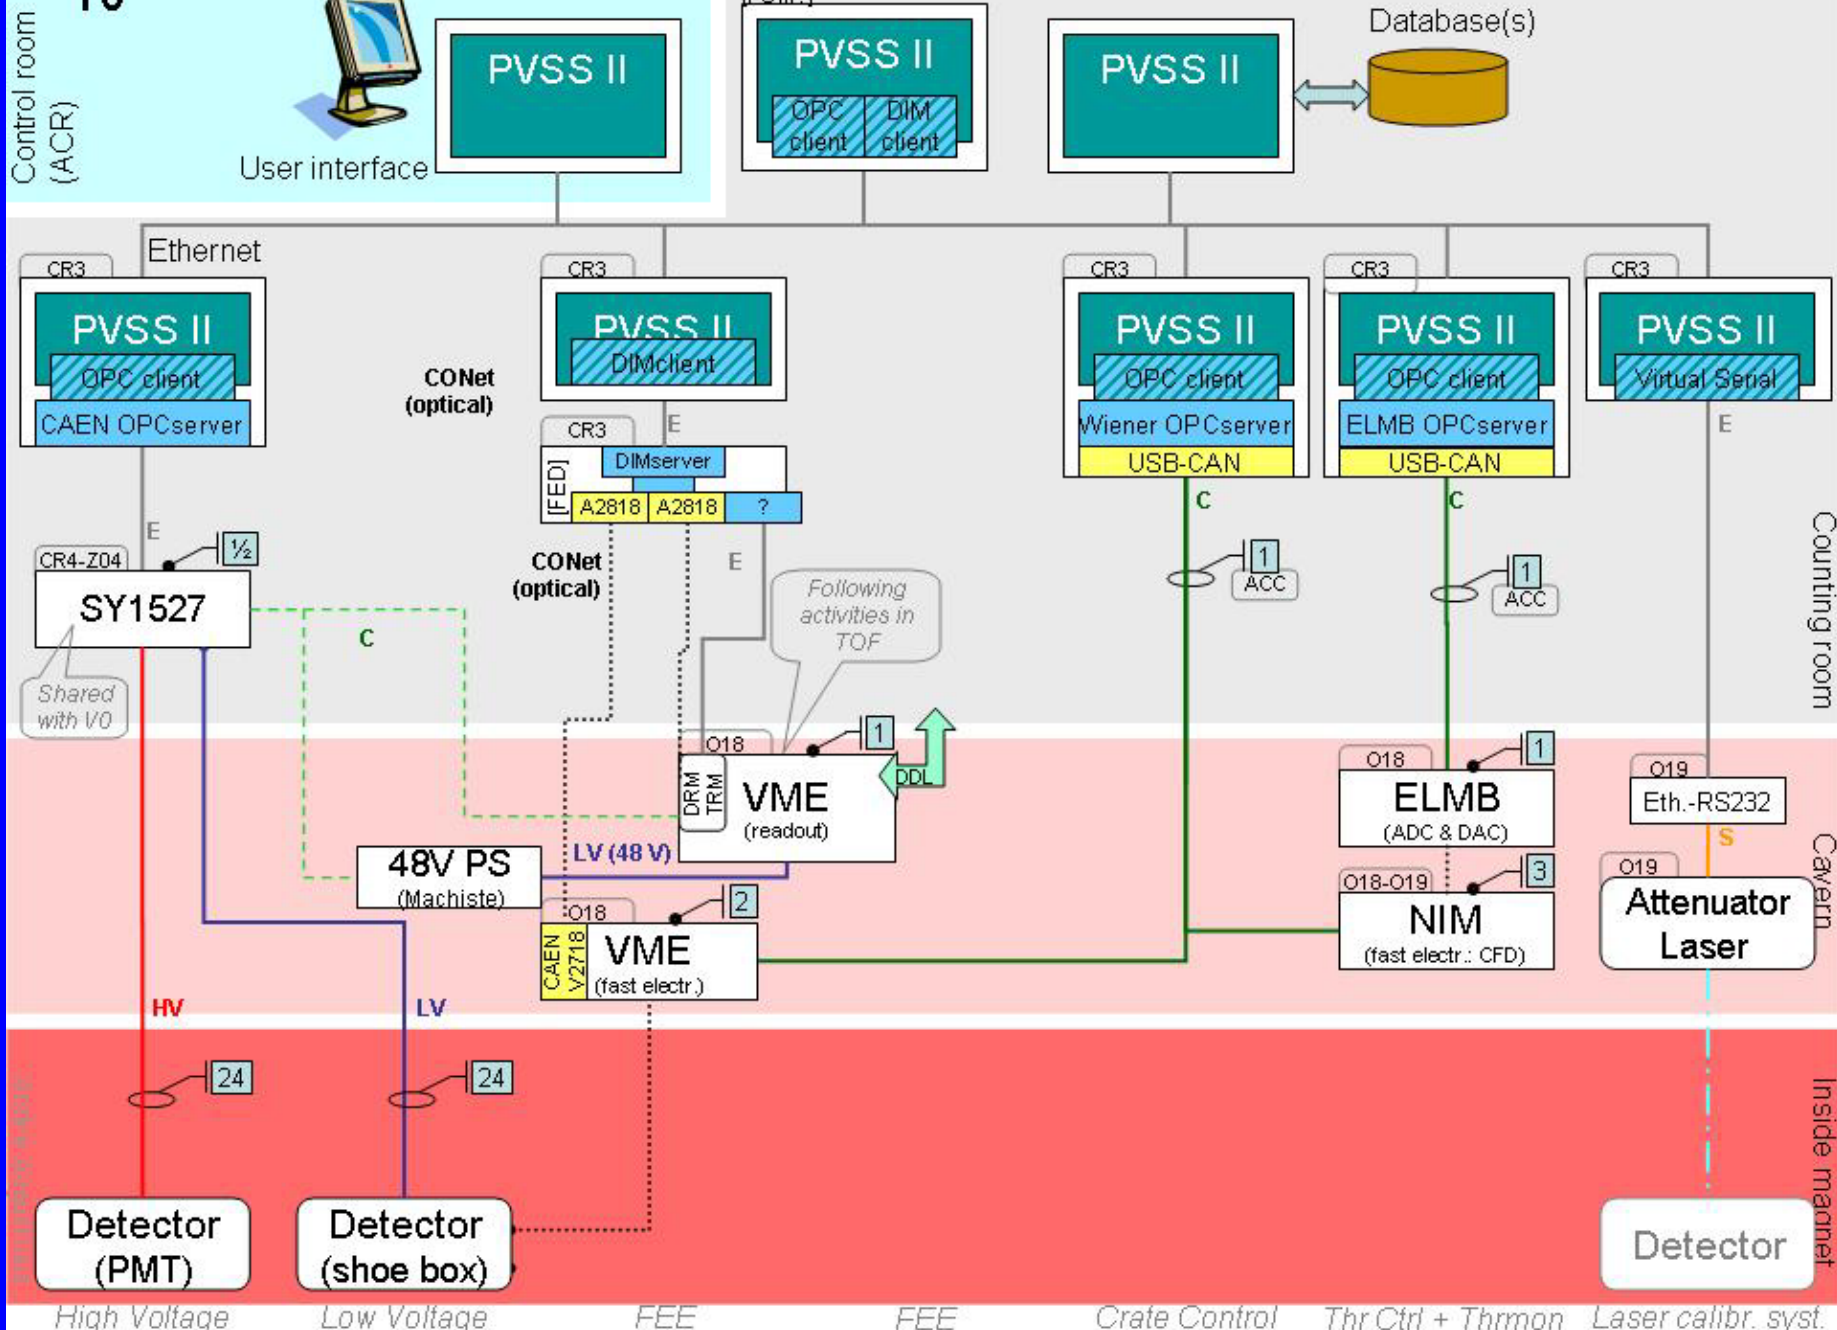 Control room
(ACR)
User interface
PVSS II
PVSS II
OPC
client
DIM
client
PVSS II
Database(s)
Ethernet
CR3
PVSS II
OPC client
CAEN OPCserver
E
CR4-Z04
½
SY1527
Shared
with V0
C
CONet
(optical)
CR3
PVSS II
DIMclient
E
CR3
[FED]
DIMserver
A2818
A2818
?
CONet
(optical)
E
Following
activities in
TOF
CR3
PVSS II
OPC client
Wiener OPCserver
USB-CAN
C
1
ACC
CR3
PVSS II
OPC client
ELMB OPCserver
USB-CAN
C
1
ACC
CR3
PVSS II
Virtual Serial
E
Counting room
O18
1
DRM
TRM
VME
(readout)
DDL
48V PS
(Machiste)
LV (48 V)
O18
2
CAEN
V2718
VME
(fast electr.)
O18
1
ELMB
(ADC & DAC)
O18-O19
3
NIM
(fast electr.: CFD)
O19
Eth.-RS232
S
O19
Attenuator
Laser
Cavern
HV
LV
24
24
Detector
(PMT)
Detector
(shoe box)
Detector
Inside magnet
High Voltage
Low Voltage
FEE
FEE
Crate Control
Thr Ctrl + Thrmon
Laser calibr. syst.